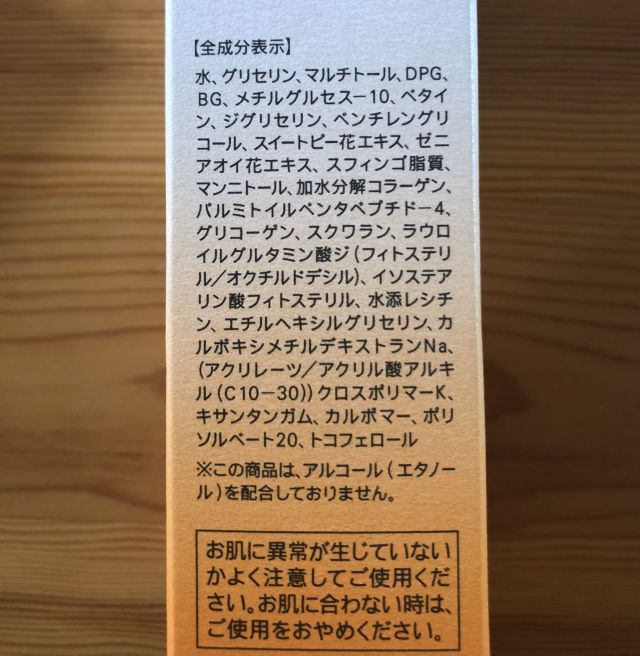 【全成分表示】
水、グリセリン、マルチトール、DPG、
BG、メチルグルセス－10、ベタイ
ン、ジグリセリン、ペンチレングリ
コール、スイートピー花エキス、ゼニ
アオイ花エキス、スフィンゴ脂質、
マンニトール、加水分解コラーゲン、
パルミトイルペンタペプチド－4、
グリコーゲン、スクワラン、ラウロ
イルグルタミン酸ジ（フィトステリ
ル／オクチルドデシル）、イソステア
リン酸フィトステリル、水添レシチ
ン、エチルヘキシルグリセリン、カ
ルボキシメチルデキストランNa、
（アクリレーツ／アクリル酸アルキ
ル（C10－30））クロスポリマーK、
キサンタンガム、カルボマー、ポリ
ソルベート20、トコフェロール
※この商品は、アルコール（エタノー
ル）を配合しておりません。
お肌に異常が生じていない
かよく注意してご使用くだ
さい。お肌に合わない時は、
ご使用をおやめください。